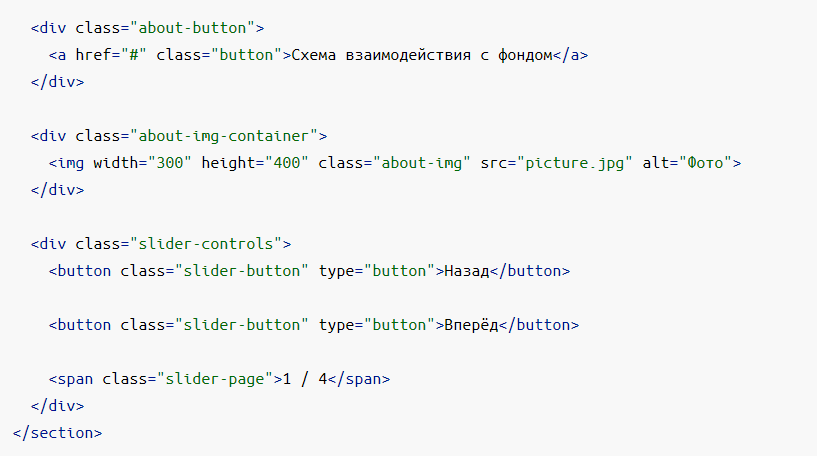 <div class="about-button">
<a href="#" class="button">Схема взаимодействия с фондом</a>
</div>
<div class="about-img-container">
<img width="300" height="400" class="about-img" src="picture.jpg" alt="Фото">
</div>
<div class="slider-controls">
<button class="slider-button" type="button">Назад</button>
<button class="slider-button" type="button">Вперёд</button>
<span class="slider-page">1 / 4</span>
</div>
</section>